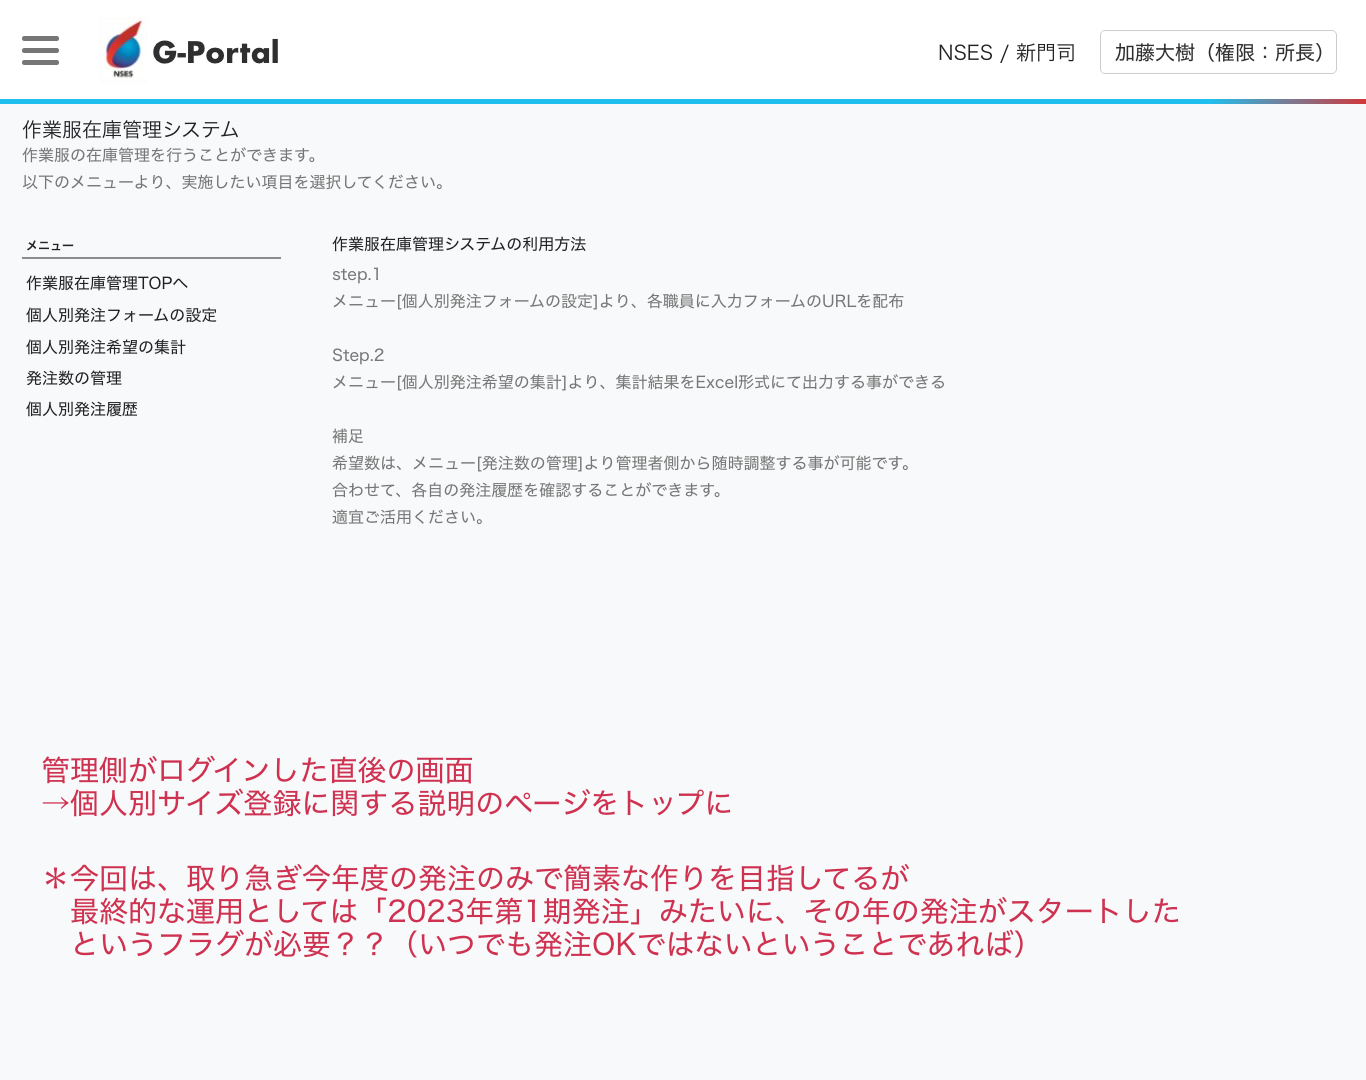 NSES
G-Portal
NSES / 新門司
加藤大樹（権限：所長）
作業服在庫管理システム
作業服の在庫管理を行うことができます。
以下のメニューより、実施したい項目を選択してください。
メニュー
作業服在庫管理TOPへ
個人別発注フォームの設定
個人別発注希望の集計
発注数の管理
個人別発注履歴
作業服在庫管理システムの利用方法
step.1
メニュー[個人別発注フォームの設定]より、各職員に入力フォームのURLを配布
Step.2
メニュー[個人別発注希望の集計]より、集計結果をExcel形式にて出力する事ができる
補足
希望数は、メニュー[発注数の管理]より管理者側から随時調整する事が可能です。
合わせて、各自の発注履歴を確認することができます。
適宜ご活用ください。
管理側がログインした直後の画面
→個人別サイズ登録に関する説明のページをトップに
＊今回は、取り急ぎ今年度の発注のみで簡素な作りを目指してるが
最終的な運用としては「2023年第1期発注」みたいに、その年の発注がスタートした
というフラグが必要？？（いつでも発注OKではないということであれば）